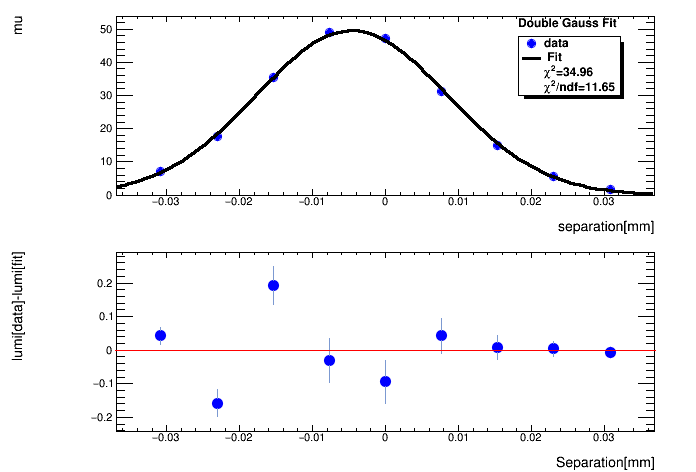 mu
Double Gauss Fit
data
Fit
χ²=34.96
χ²/ndf=11.65
50
40
30
20
10
0
−0.03 −0.02 −0.01 0 0.01 0.02 0.03
separation[mm]
lumi[data]-lumi[fit]
0.2
0.1
0
−0.1
−0.2
−0.03 −0.02 −0.01 0 0.01 0.02 0.03
Separation[mm]